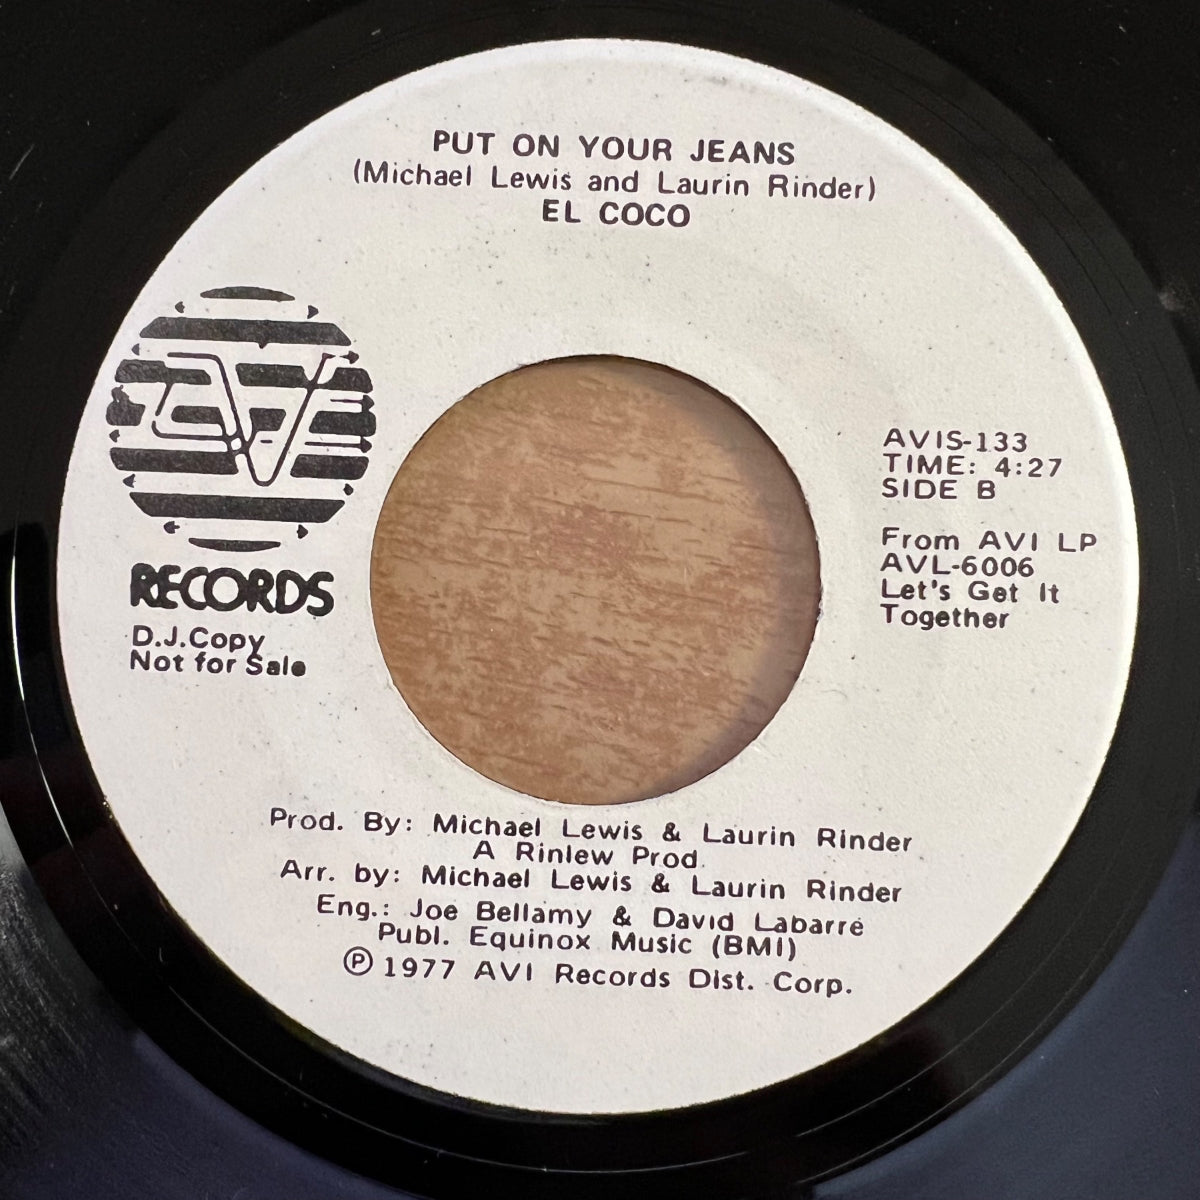 PUT ON YOUR JEANS
(Michael Lewis and Laurin Rinder)
EL COCO
AVI
RECORDS
D.J.Copy
Not for Sale
AVIS-133
TIME: 4:27
SIDE B
From AVI LP
AVL-6006
Let's Get It
Together
Prod. By: Michael Lewis & Laurin Rinder
A Rinlew Prod.
Arr. by: Michael Lewis & Laurin Rinder
Eng.: Joe Bellamy & David Labarre
Publ. Equinox Music (BMI)
Ⓟ 1977 AVI Records Dist. Corp.